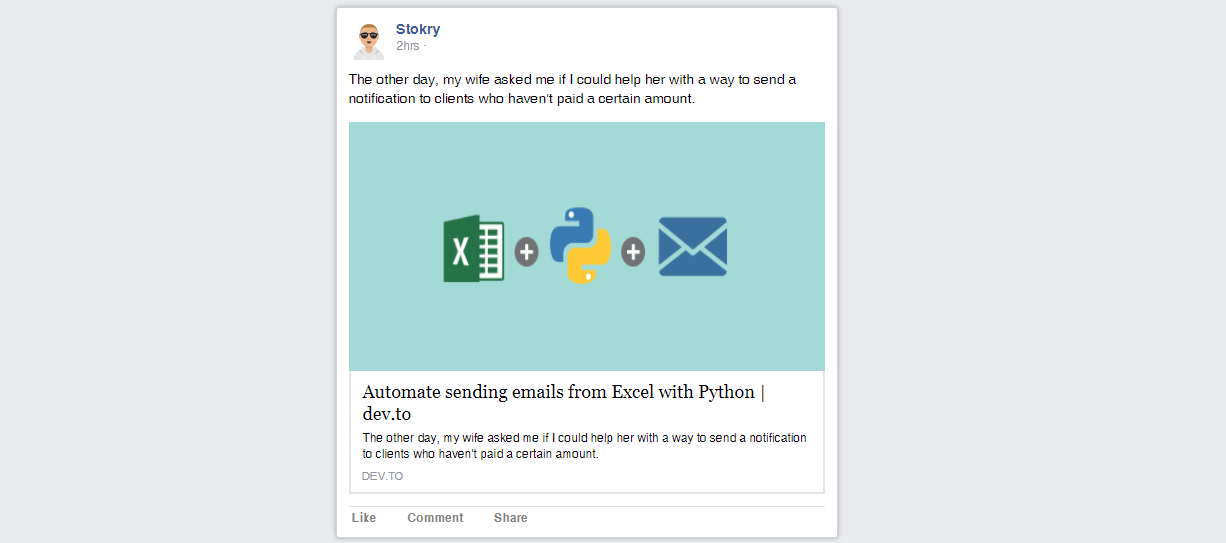 Stokry
2hrs ·
The other day, my wife asked me if I could help her with a way to send a
notification to clients who haven't paid a certain amount.
X
Automate sending emails from Excel with Python |
dev.to
The other day, my wife asked me if I could help her with a way to send a notification
to clients who haven't paid a certain amount.
DEV.TO
Like Comment Share